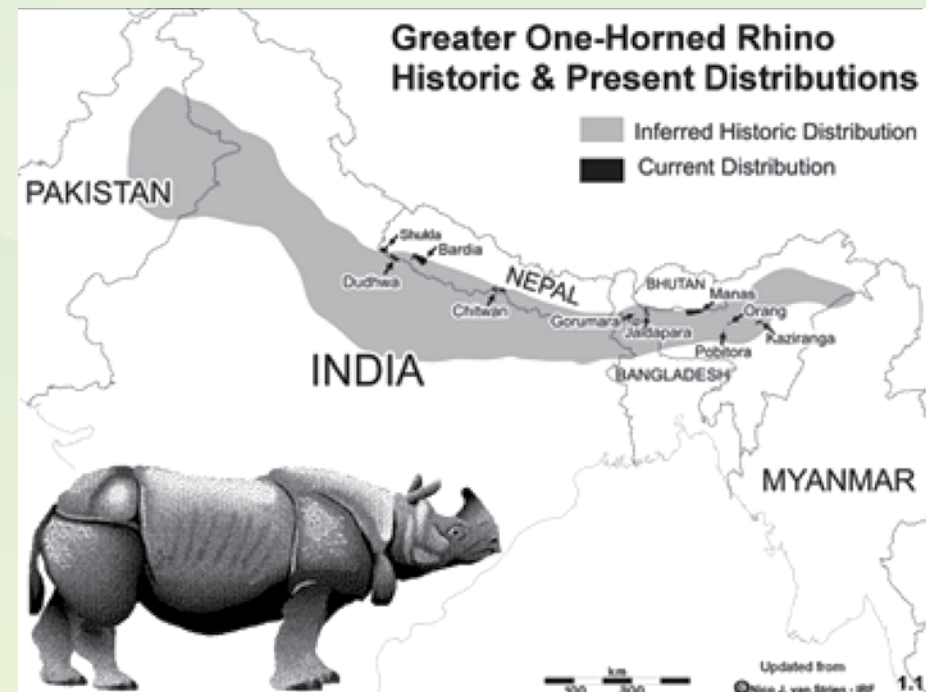 Greater One-Horned Rhino
Historic & Present Distributions
Inferred Historic Distribution
Current Distribution
PAKISTAN
Shukla
Bardia
Dudhwa
NEPAL
Chitwan
BHUTAN
Manas
Gorumara
Orang
Jaldapara
Kaziranga
Pobitora
INDIA
BANGLADESH
MYANMAR
km
Updated from
1.1